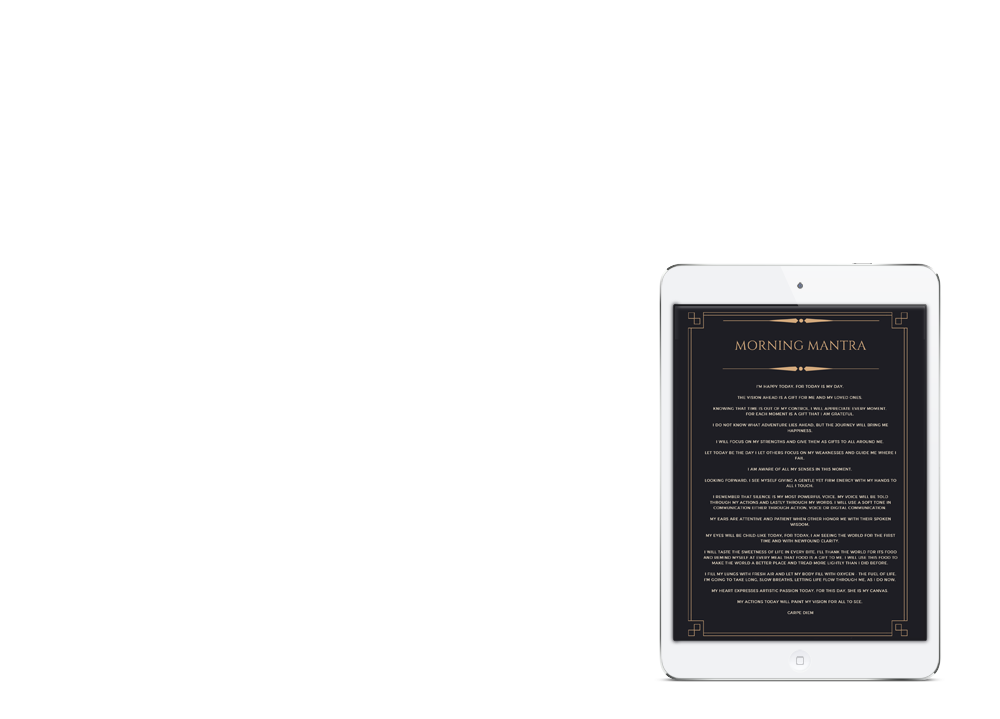 MORNING MANTRA
I'M HAPPY TODAY, FOR TODAY IS MY DAY.
THE VISION AHEAD IS A GIFT FOR ME AND MY LOVED ONES.
KNOWING THAT TIME IS OUT OF MY CONTROL, I WILL APPRECIATE EVERY MOMENT.
FOR EACH MOMENT IS A GIFT THAT I AM GRATEFUL.
I DO NOT KNOW WHAT ADVENTURE LIES AHEAD, BUT THE JOURNEY WILL BRING ME
HAPPINESS.
I WILL FOCUS ON MY STRENGTHS AND GIVE THEM AS GIFTS TO ALL AROUND ME.
LET TODAY BE THE DAY I LET OTHERS FOCUS ON MY WEAKNESSES AND GUIDE ME WHERE I
FAIL.
I AM AWARE OF ALL MY SENSES IN THIS MOMENT.
LOOKING FORWARD, I SEE MYSELF GIVING A GENTLE YET FIRM ENERGY WITH MY HANDS TO
ALL I TOUCH.
I REMEMBER THAT SILENCE IS MY MOST POWERFUL VOICE. MY VOICE WILL BE TOLD
THROUGH MY ACTIONS AND LASTLY THROUGH MY WORDS. I WILL USE A SOFT TONE IN
COMMUNICATION EITHER THROUGH ACTION, VOICE OR DIGITAL COMMUNICATION.
MY EARS ARE ATTENTIVE AND PATIENT WHEN OTHER HONOR ME WITH THEIR SPOKEN
WISDOM.
MY EYES WILL BE CHILD LIKE TODAY, FOR TODAY, I AM SEEING THE WORLD FOR THE FIRST
TIME AND WITH NEWFOUND CLARITY.
I WILL TASTE THE SWEETNESS OF LIFE IN EVERY BITE. I'LL THANK THE WORLD FOR ITS FOOD
AND REMIND MYSELF AT EVERY MEAL THAT FOOD IS A GIFT TO ME. I WILL USE THIS FOOD TO
MAKE THE WORLD A BETTER PLACE AND TREAD MORE LIGHTLY THAN I DID BEFORE.
I FILL MY LUNGS WITH FRESH AIR AND LET MY BODY FILL WITH OXYGEN - THE FUEL OF LIFE.
I'M GOING TO TAKE LONG, SLOW BREATHS, LETTING LIFE FLOW THROUGH ME, AS I DO NOW.
MY HEART EXPRESSES ARTISTIC PASSION TODAY. FOR THIS DAY, SHE IS MY CANVAS
MY ACTIONS TODAY WILL PAINT MY VISION FOR ALL TO SEE.
CARPE DIEM